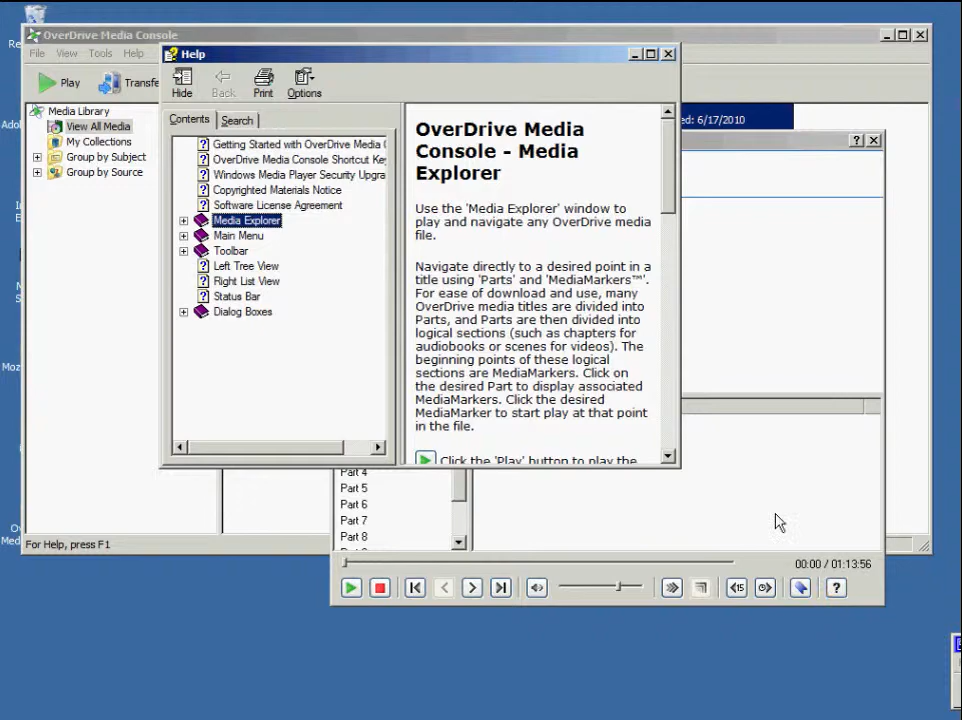 Re
OverDrive Media Console
File View Tools Help
Play Transfe
Media Library
View All Media
My Collections
Group by Subject
Group by Source
For Help, press F1
Ado
In
E
M
S
Moz
Ov
Med
Help
Hide Back Print Options
Contents Search
Getting Started with OverDrive Media C
OverDrive Media Console Shortcut Key
Windows Media Player Security Upgra
Copyrighted Materials Notice
Software License Agreement
Media Explorer
Main Menu
Toolbar
Left Tree View
Right List View
Status Bar
Dialog Boxes
OverDrive Media
Console - Media
Explorer
Use the 'Media Explorer' window to
play and navigate any OverDrive media
file.
Navigate directly to a desired point in a
title using 'Parts' and 'MediaMarkers™'.
For ease of download and use, many
OverDrive media titles are divided into
Parts, and Parts are then divided into
logical sections (such as chapters for
audiobooks or scenes for videos). The
beginning points of these logical
sections are MediaMarkers. Click on
the desired Part to display associated
MediaMarkers. Click the desired
MediaMarker to start play at that point
in the file.
Click the 'Play' button to play the
ed: 6/17/2010
Part 4
Part 5
Part 6
Part 7
Part 8
00:00 / 01:13:56
15